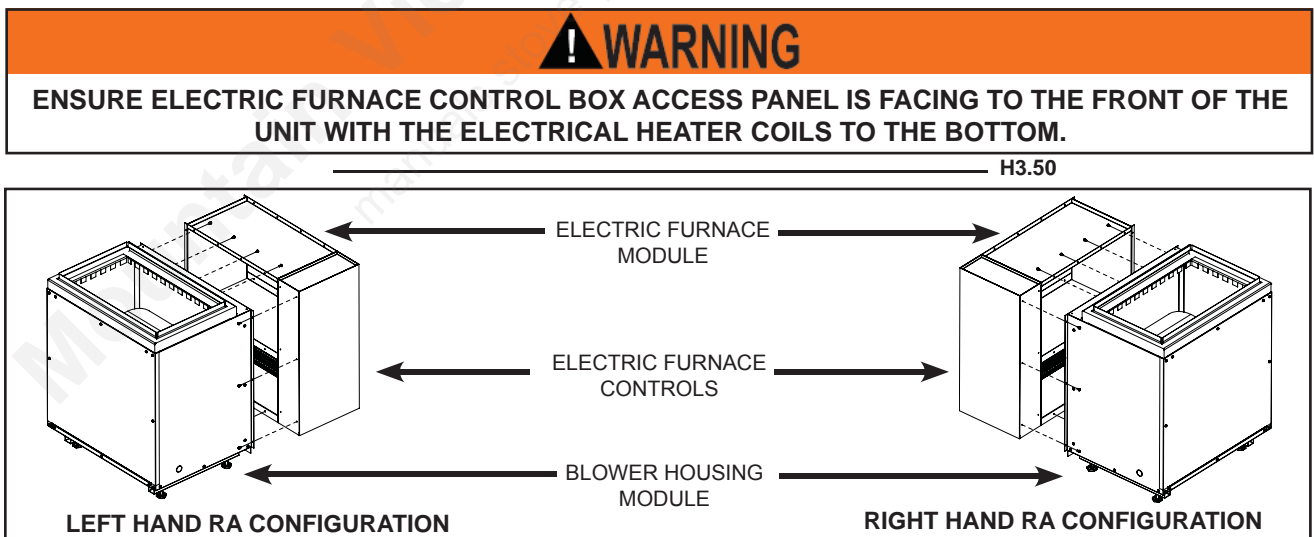 WARNING
ENSURE ELECTRIC FURNACE CONTROL BOX ACCESS PANEL IS FACING TO THE FRONT OF THE
UNIT WITH THE ELECTRICAL HEATER COILS TO THE BOTTOM.
H3.50
ELECTRIC FURNACE
MODULE
ELECTRIC FURNACE
CONTROLS
BLOWER HOUSING
MODULE
LEFT HAND RA CONFIGURATION
RIGHT HAND RA CONFIGURATION
Mountain